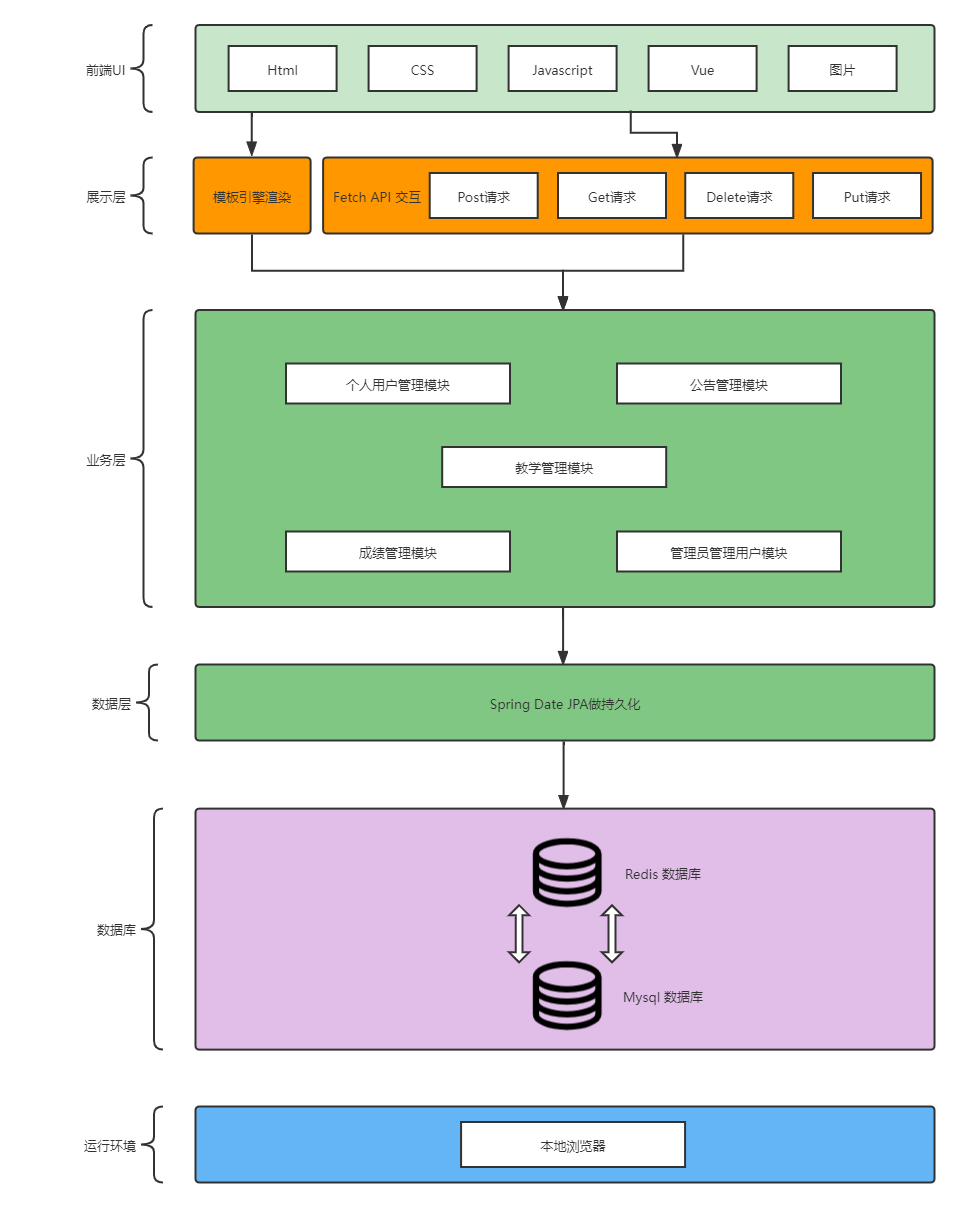 前端UI
Html
CSS
Javascript
Vue
图片
展示层
模板引擎渲染
Fetch API 交互
Post请求
Get请求
Delete请求
Put请求
业务层
个人用户管理模块
公告管理模块
教学管理模块
成绩管理模块
管理员管理用户模块
数据层
Spring Date JPA做持久化
数据库
Redis 数据库
Mysql 数据库
运行环境
本地浏览器